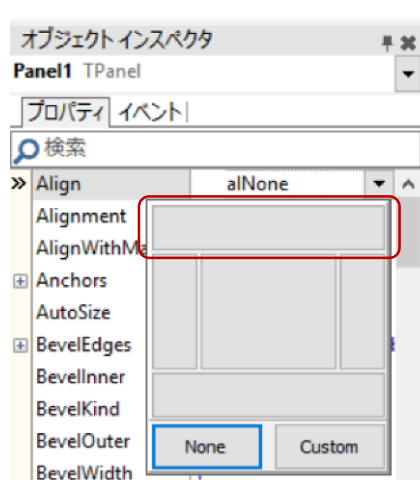 オブジェクト インスペクタ
Panel1 TPanel
プロパティ イベント
検索
Align alNone
Alignment
AlignWithMa
Anchors
AutoSize
BevelEdges
BevelInner
BevelKind
BevelOuter
None Custom
BevelWidth